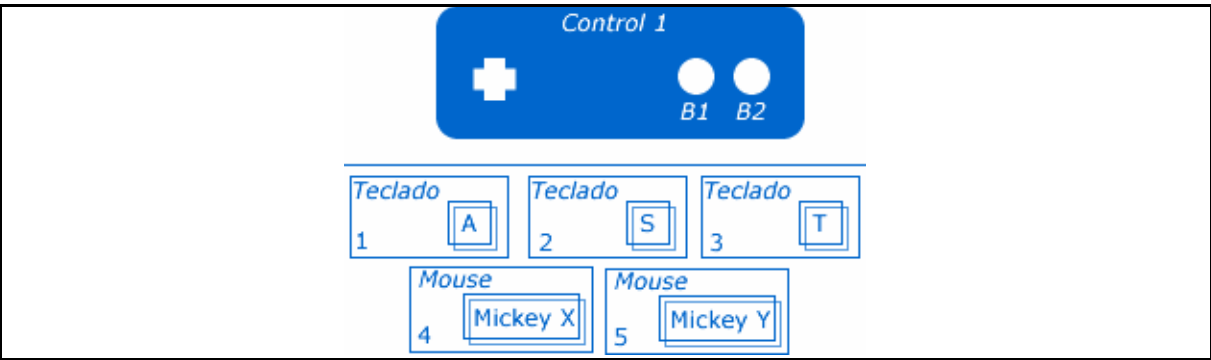 Control 1
B1 B2
Teclado Teclado Teclado
A S T
1 2 3
Mouse Mouse
Mickey X Mickey Y
4 5